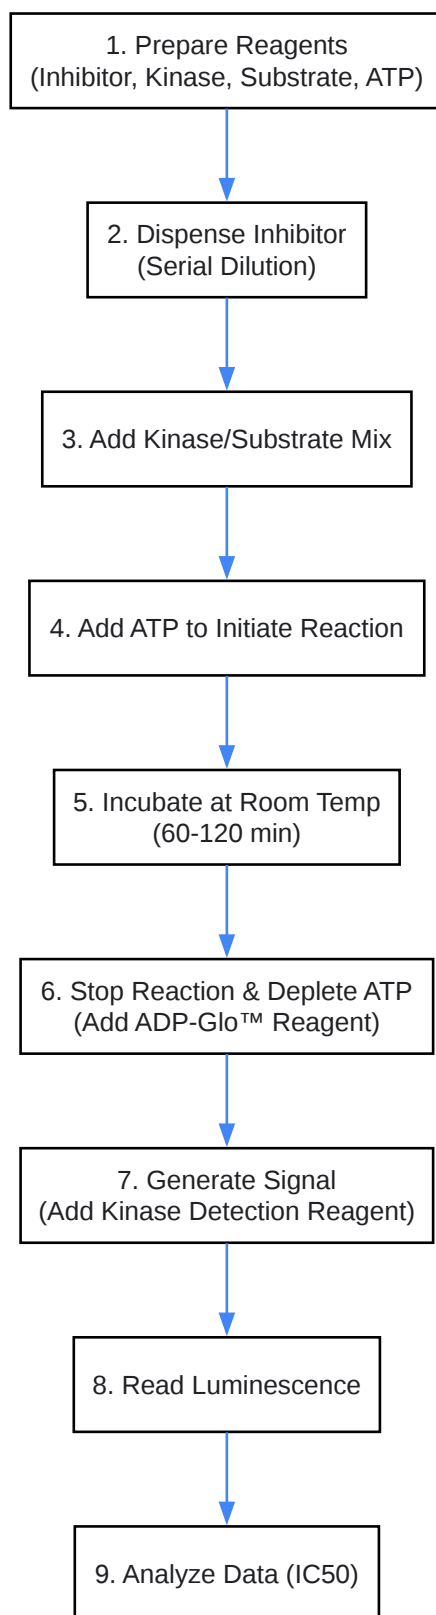 1. Prepare Reagents
(Inhibitor, Kinase, Substrate, ATP)
2. Dispense Inhibitor
(Serial Dilution)
3. Add Kinase/Substrate Mix
4. Add ATP to Initiate Reaction
5. Incubate at Room Temp
(60-120 min)
6. Stop Reaction & Deplete ATP
(Add ADP-Glo™ Reagent)
7. Generate Signal
(Add Kinase Detection Reagent)
8. Read Luminescence
9. Analyze Data (IC50)